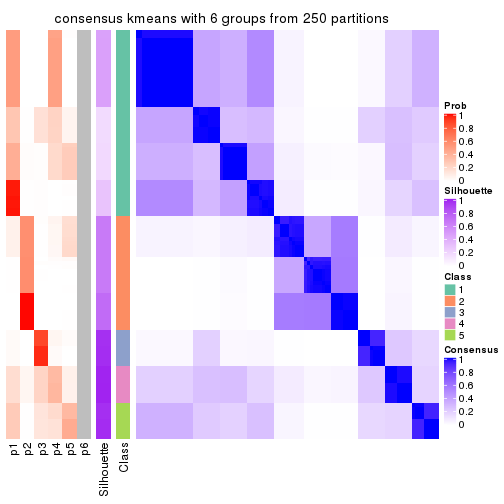 consensus kmeans with 6 groups from 250 partitions
Prob
1
0.8
0.6
0.4
0.2
0
Silhouette
1
0.8
0.6
0.4
0.2
0
Class
1
2
3
4
5
Consensus
1
0.8
0.6
0.4
0.2
0
p1
p2
p3
p4
p5
p6
Silhouette
Class